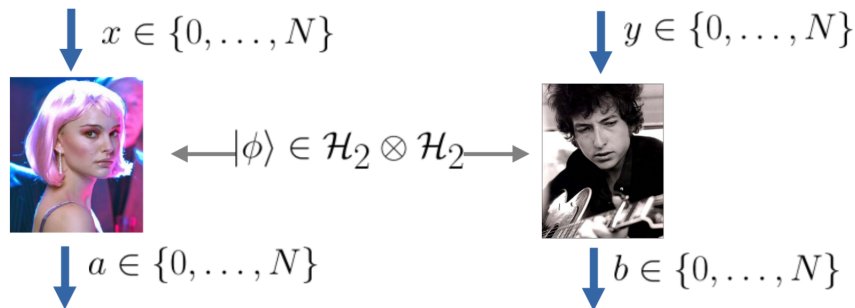 x ∈ {0, …, N}
y ∈ {0, …, N}
|ϕ⟩ ∈ ℋ₂ ⊗ ℋ₂
a ∈ {0, …, N}
b ∈ {0, …, N}